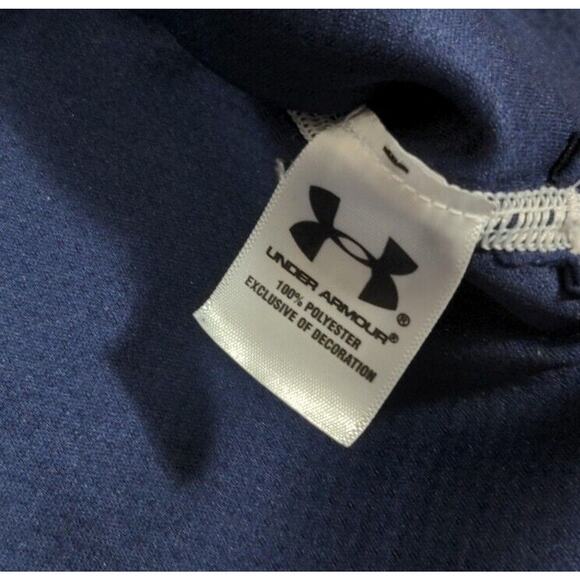 UNDER ARMOUR®
100% POLYESTER
EXCLUSIVE OF DECORATION